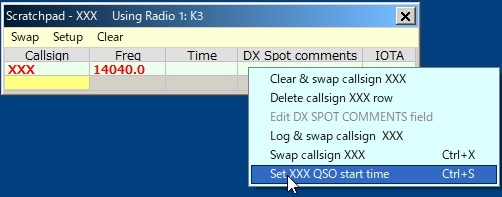 Scratchpad - XXX    Using Radio 1: K3
Swap    Setup    Clear
Callsign    Freq    Time    DX Spot comments    IOTA
XXX    14040.0
Clear & swap callsign XXX
Delete callsign XXX row
Edit DX SPOT COMMENTS field
Log & swap callsign  XXX
Swap callsign XXX    Ctrl+X
Set XXX QSO start time    Ctrl+S